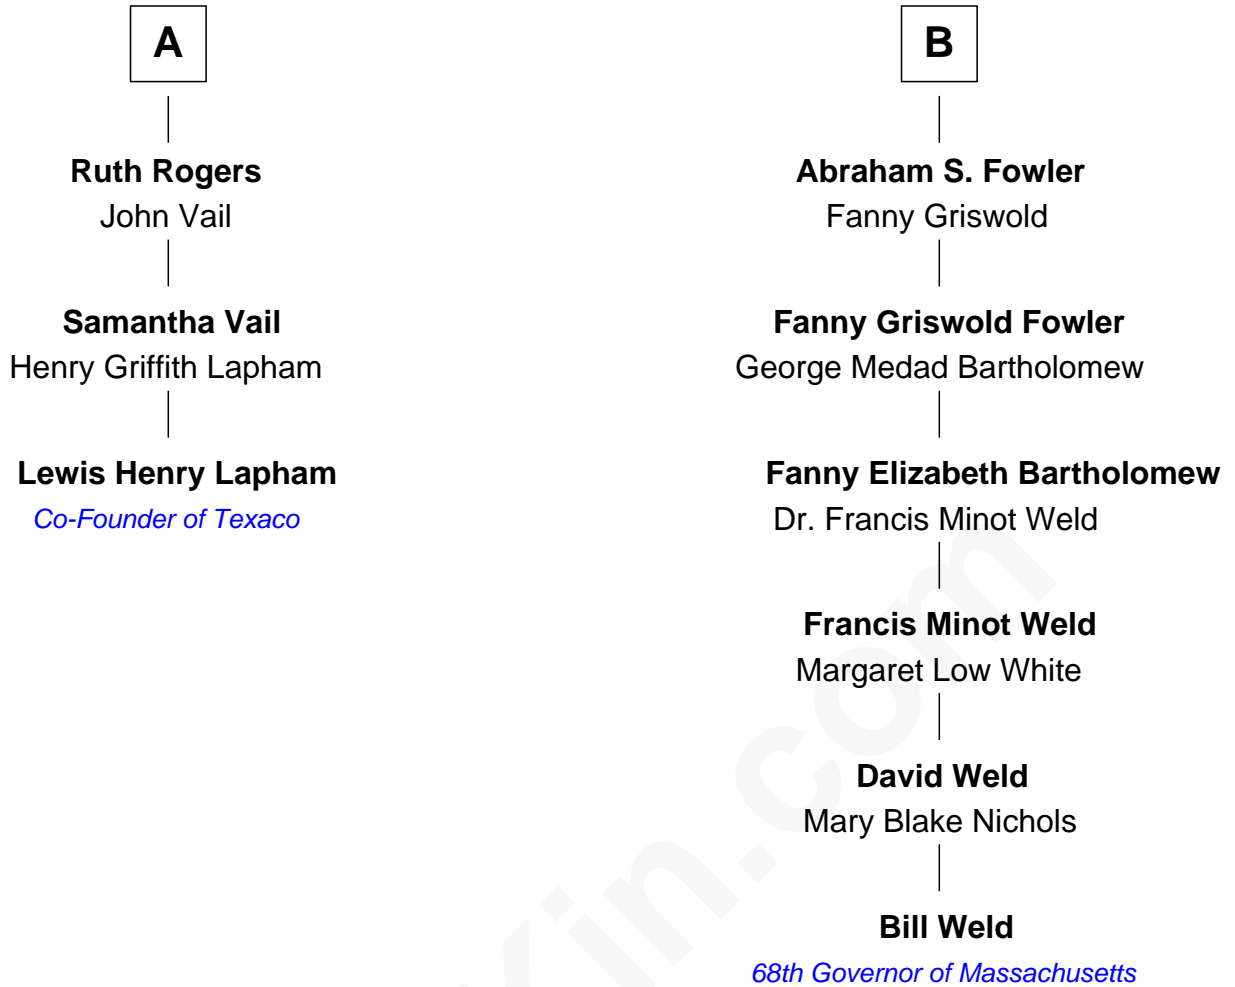 A
Ruth Rogers
John Vail
Samantha Vail
Henry Griffith Lapham
Lewis Henry Lapham
Co-Founder of Texaco
B
Abraham S. Fowler
Fanny Griswold
Fanny Griswold Fowler
George Medad Bartholomew
Fanny Elizabeth Bartholomew
Dr. Francis Minot Weld
Francis Minot Weld
Margaret Low White
David Weld
Mary Blake Nichols
Bill Weld
68th Governor of Massachusetts
Kin.com